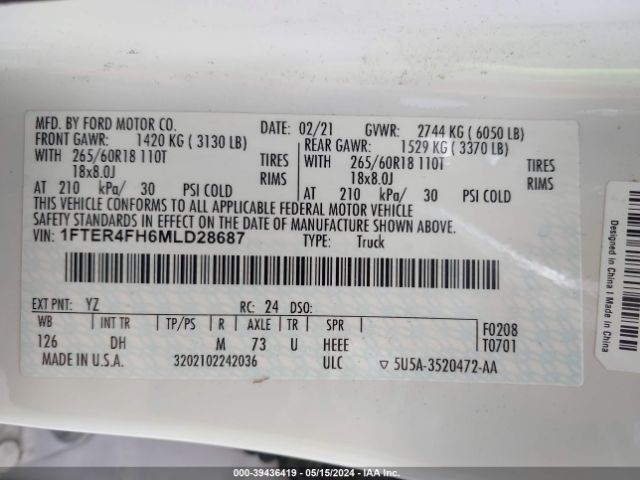 MFD. BY FORD MOTOR CO. DATE: 02/21 GVWR: 2744 KG ( 6050 LB)
FRONT GAWR: 1420 KG ( 3130 LB) REAR GAWR: 1529 KG ( 3370 LB)
WITH 265/60R18 110T TIRES WITH 265/60R18 110T TIRES
18x8.0J RIMS 18x8.0J RIMS
AT 210 kPa/ 30 PSI COLD AT 210 kPa/ 30 PSI COLD
THIS VEHICLE CONFORMS TO ALL APPLICABLE FEDERAL MOTOR VEHICLE
SAFETY STANDARDS IN EFFECT ON THE DATE OF MANUFACTURE SHOWN ABOVE.
VIN: 1FTER4FH6MLD28687 TYPE: Truck
EXT PNT: YZ RC: 24 DSO:
WB INT TR TP/PS R AXLE TR SPR F0208
126 DH M 73 U HEEE T0701
MADE IN U.S.A. 3202102242036 ULC ▽ 5U5A-3520472-AA
Designed in China I Made in China
000-39436419 - 05/15/2024 - IAA Inc.